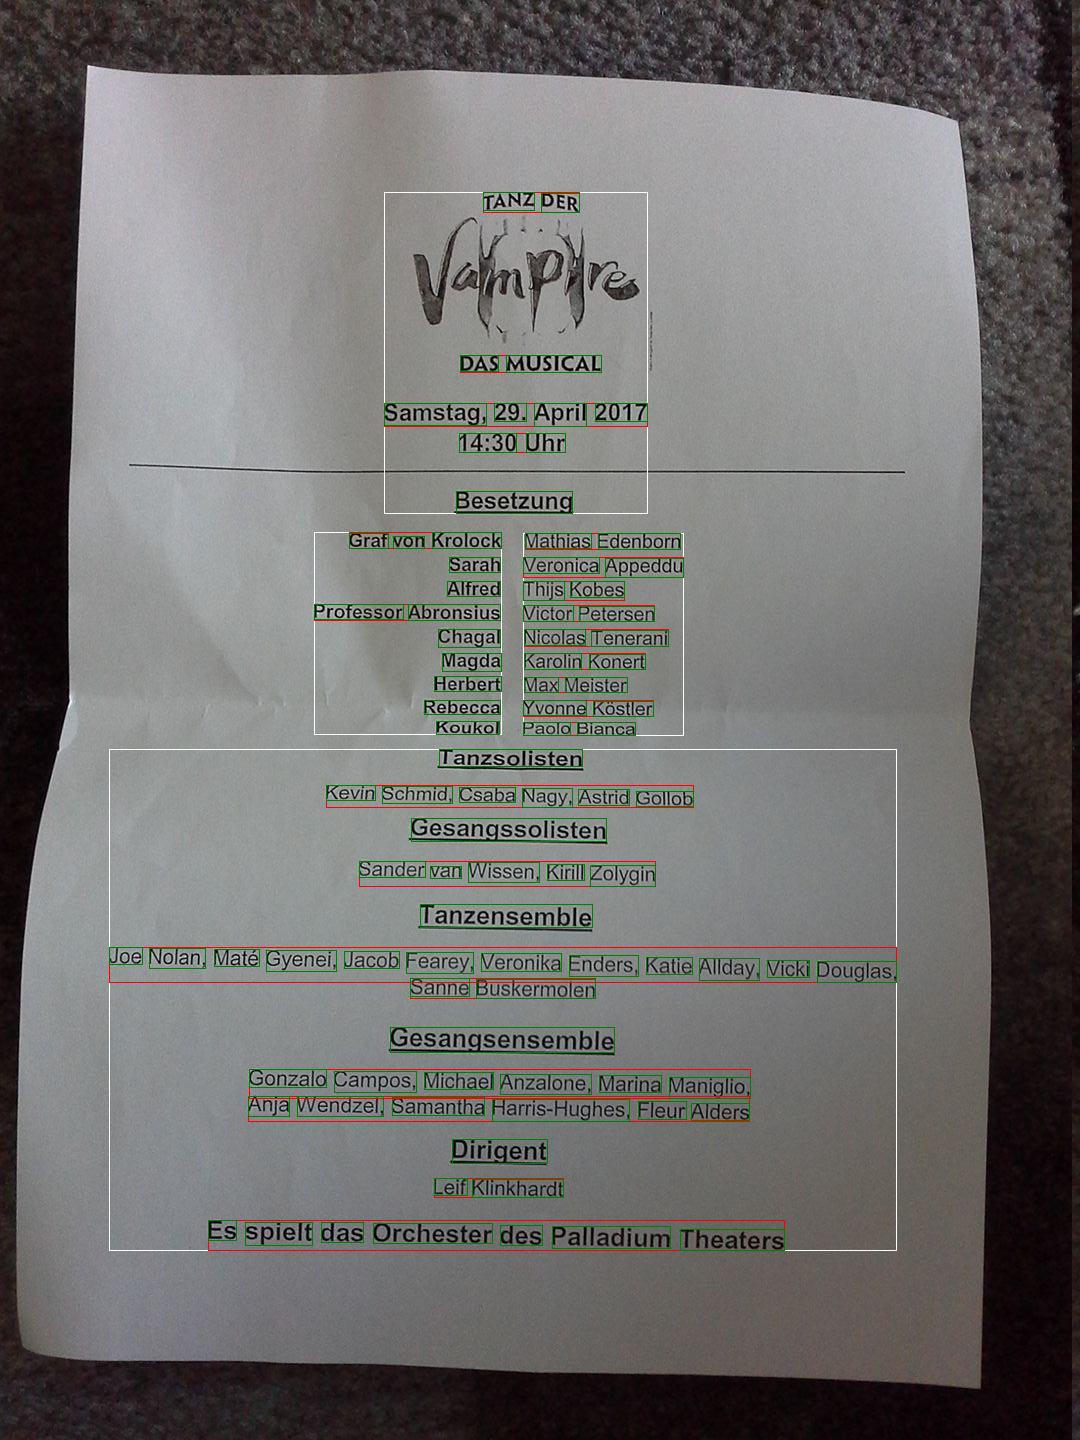 TANZ DER
Vampire
DAS MUSICAL
Samstag, 29. April 2017
14:30 Uhr
Besetzung
Graf von Krolock Mathias Edenborn
Sarah Veronica Appeddu
Alfred Thijs Kobes
Professor Abronsius Victor Petersen
Chagal Nicolas Tenerani
Magda Karolin Konert
Herbert Max Meister
Rebecca Yvonne Köstler
Koukol Paolo Bianca
Tanzsolisten
Kevin Schmid, Csaba Nagy, Astrid Gollob
Gesangssolisten
Sander van Wissen, Kirill Zolygin
Tanzensemble
Joe Nolan, Maté Gyenei, Jacob Fearey, Veronika Enders, Katie Allday, Vicki Douglas,
Sanne Buskermolen
Gesangsensemble
Gonzalo Campos, Michael Anzalone, Marina Maniglio,
Anja Wendzel, Samantha Harris-Hughes, Fleur Alders
Dirigent
Leif Klinkhardt
Es spielt das Orchester des Palladium Theaters